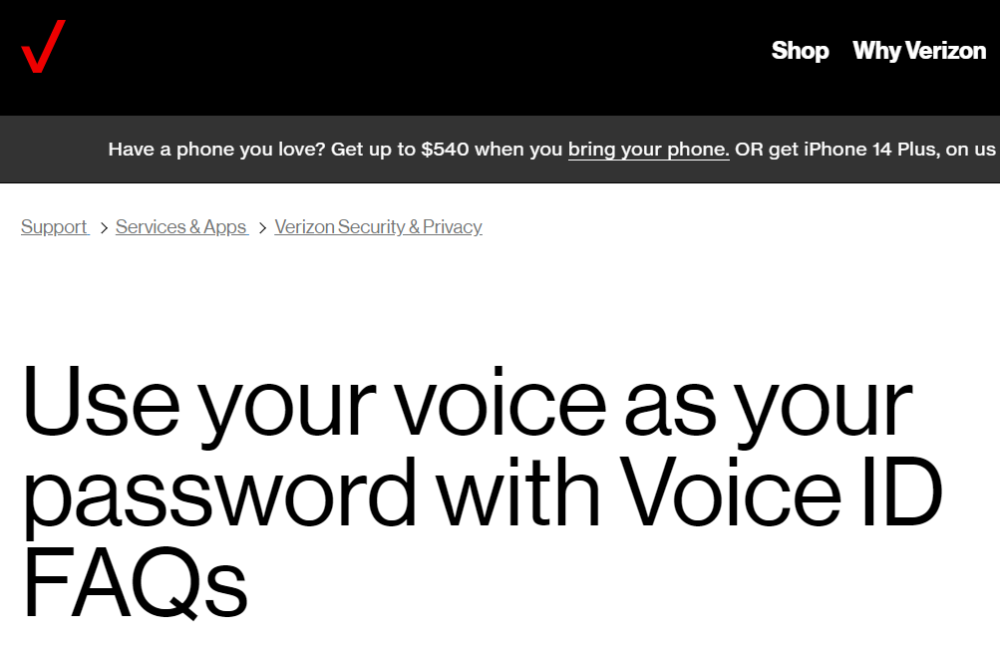 Shop Why Verizon
Have a phone you love? Get up to $540 when you bring your phone. OR get iPhone 14 Plus, on us
Support > Services & Apps > Verizon Security & Privacy
Use your voice as your
password with Voice ID
FAQs